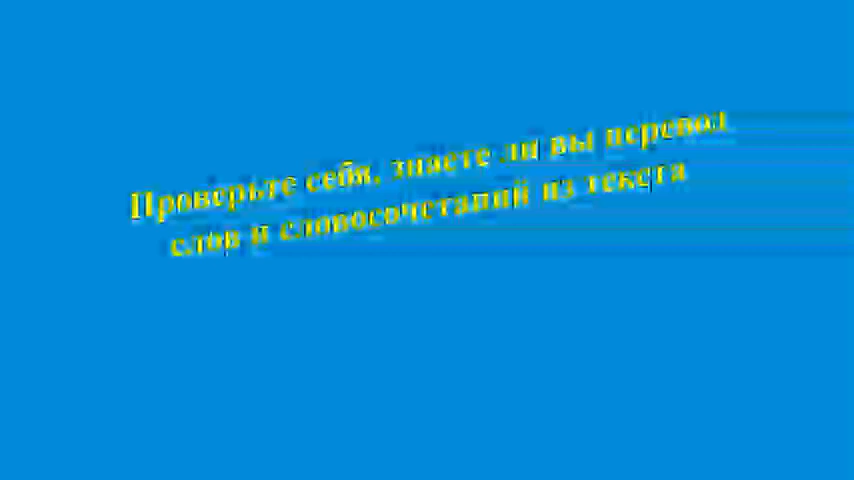 Проверьте себя, знаете ли вы перевод
слов и словосочетаний из текста